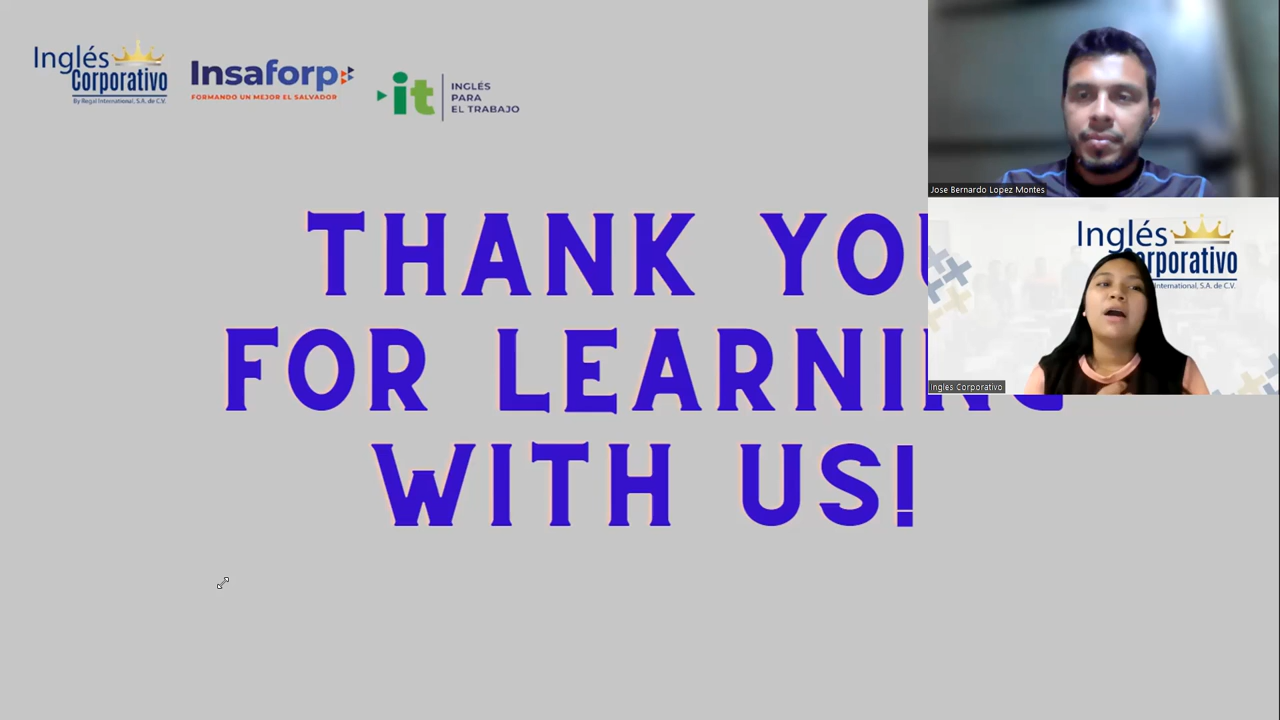 Inglés
Corporativo
By Regal International, S.A. de C.V.
Insaforp
FORMANDO UN MEJOR EL SALVADOR
it
INGLÉS
PARA
EL TRABAJO
THANK YOU
FOR LEARNING
WITH US!
Jose Bernardo Lopez Montes
Inglés
orporativo
International, S.A. de C.V.
Ingles Corporativo